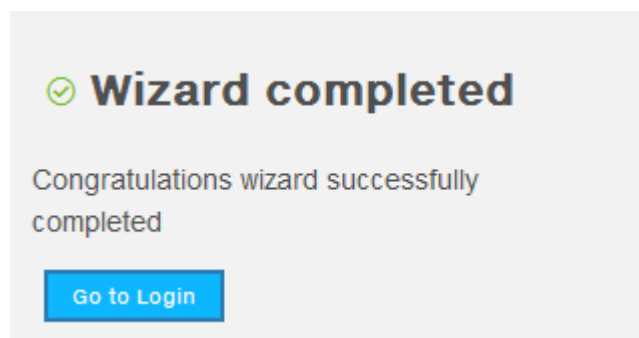 Wizard completed
Congratulations wizard successfully
completed
Go to Login